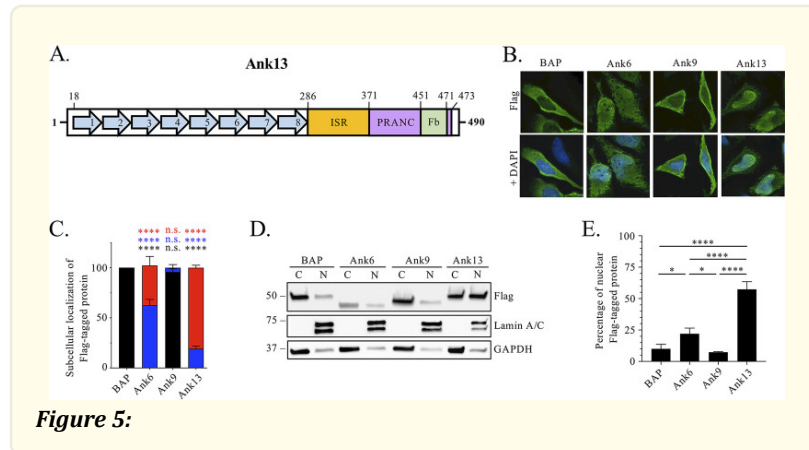 A.
Ank13
18 286 371 451 471 473
1 1 2 3 4 5 6 7 8 ISR PRANC Fb 490
B.
BAP Ank6 Ank9 Ank13
Flag
+ DAPI
C.
**** n.s. ****
**** n.s. ****
**** n.s. ****
Subcellular localization of
Flag-tagged protein
100
50
0
BAP Ank6 Ank9 Ank13
D.
BAP Ank6 Ank9 Ank13
C N C N C N C N
50 Flag
75 Lamin A/C
37 GAPDH
E.
Percentage of nuclear
Flag-tagged protein
100
75
50
25
0
****
****
* * ****
BAP Ank6 Ank9 Ank13
Figure 5: